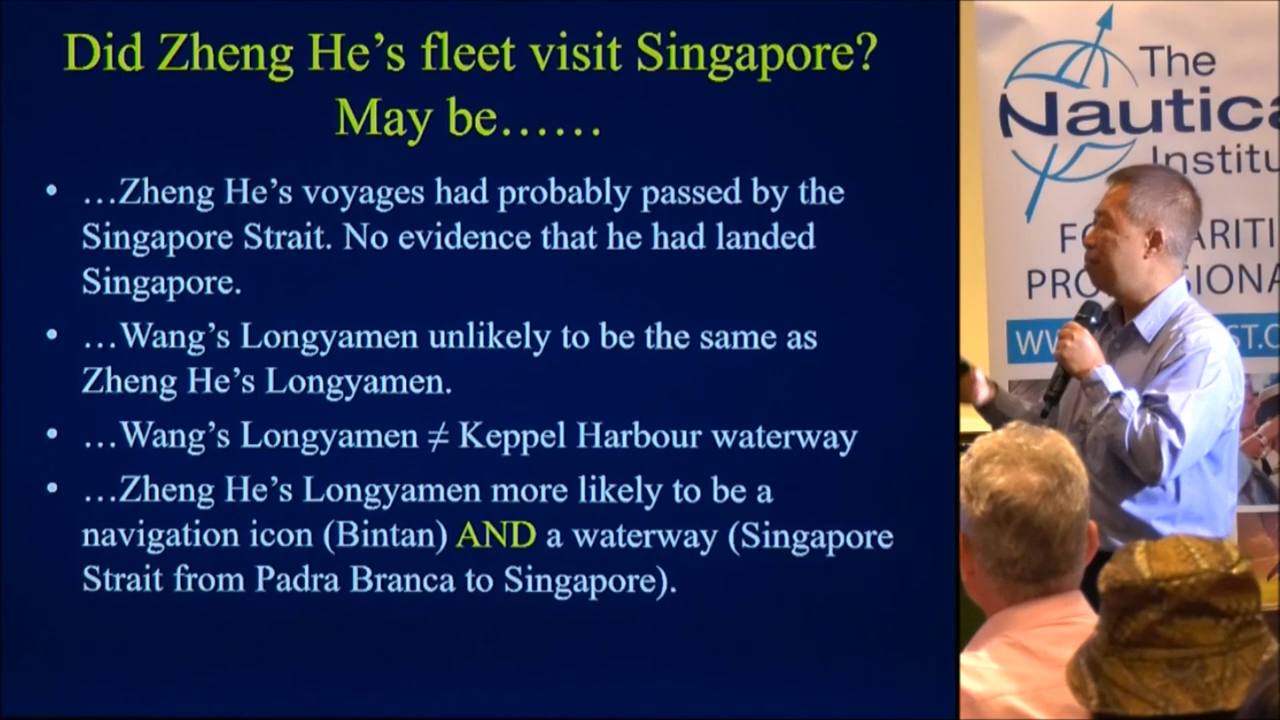 Did Zheng He's fleet visit Singapore?
May be......
• …Zheng He's voyages had probably passed by the
Singapore Strait. No evidence that he had landed
Singapore.
• …Wang's Longyamen unlikely to be the same as
Zheng He's Longyamen.
• …Wang's Longyamen ≠ Keppel Harbour waterway
• …Zheng He's Longyamen more likely to be a
navigation icon (Bintan) AND a waterway (Singapore
Strait from Padra Branca to Singapore).
The
Nautica
Institu